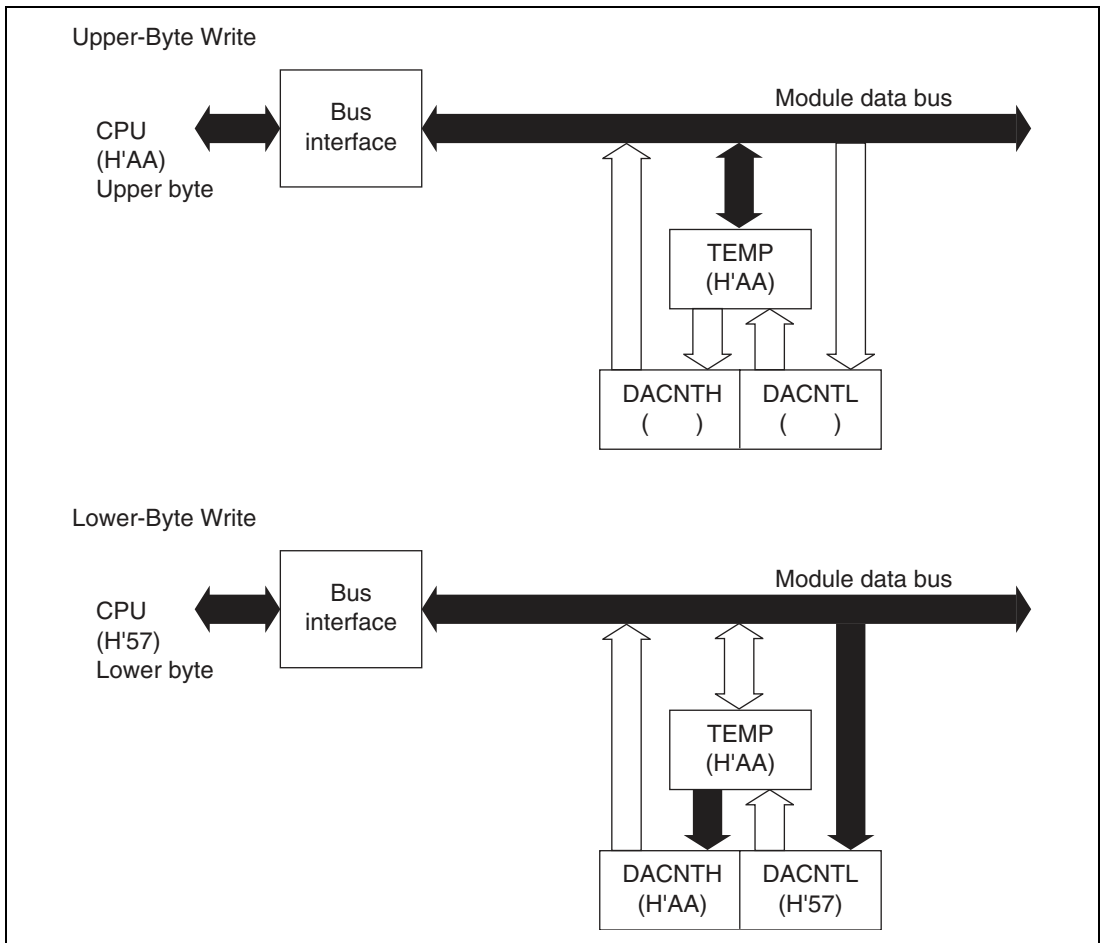 Upper-Byte Write
CPU
(H'AA)
Upper byte
Bus
interface
Module data bus
TEMP
(H'AA)
DACNTH
(     )
DACNTL
(     )
Lower-Byte Write
CPU
(H'57)
Lower byte
Bus
interface
Module data bus
TEMP
(H'AA)
DACNTH
(H'AA)
DACNTL
(H'57)